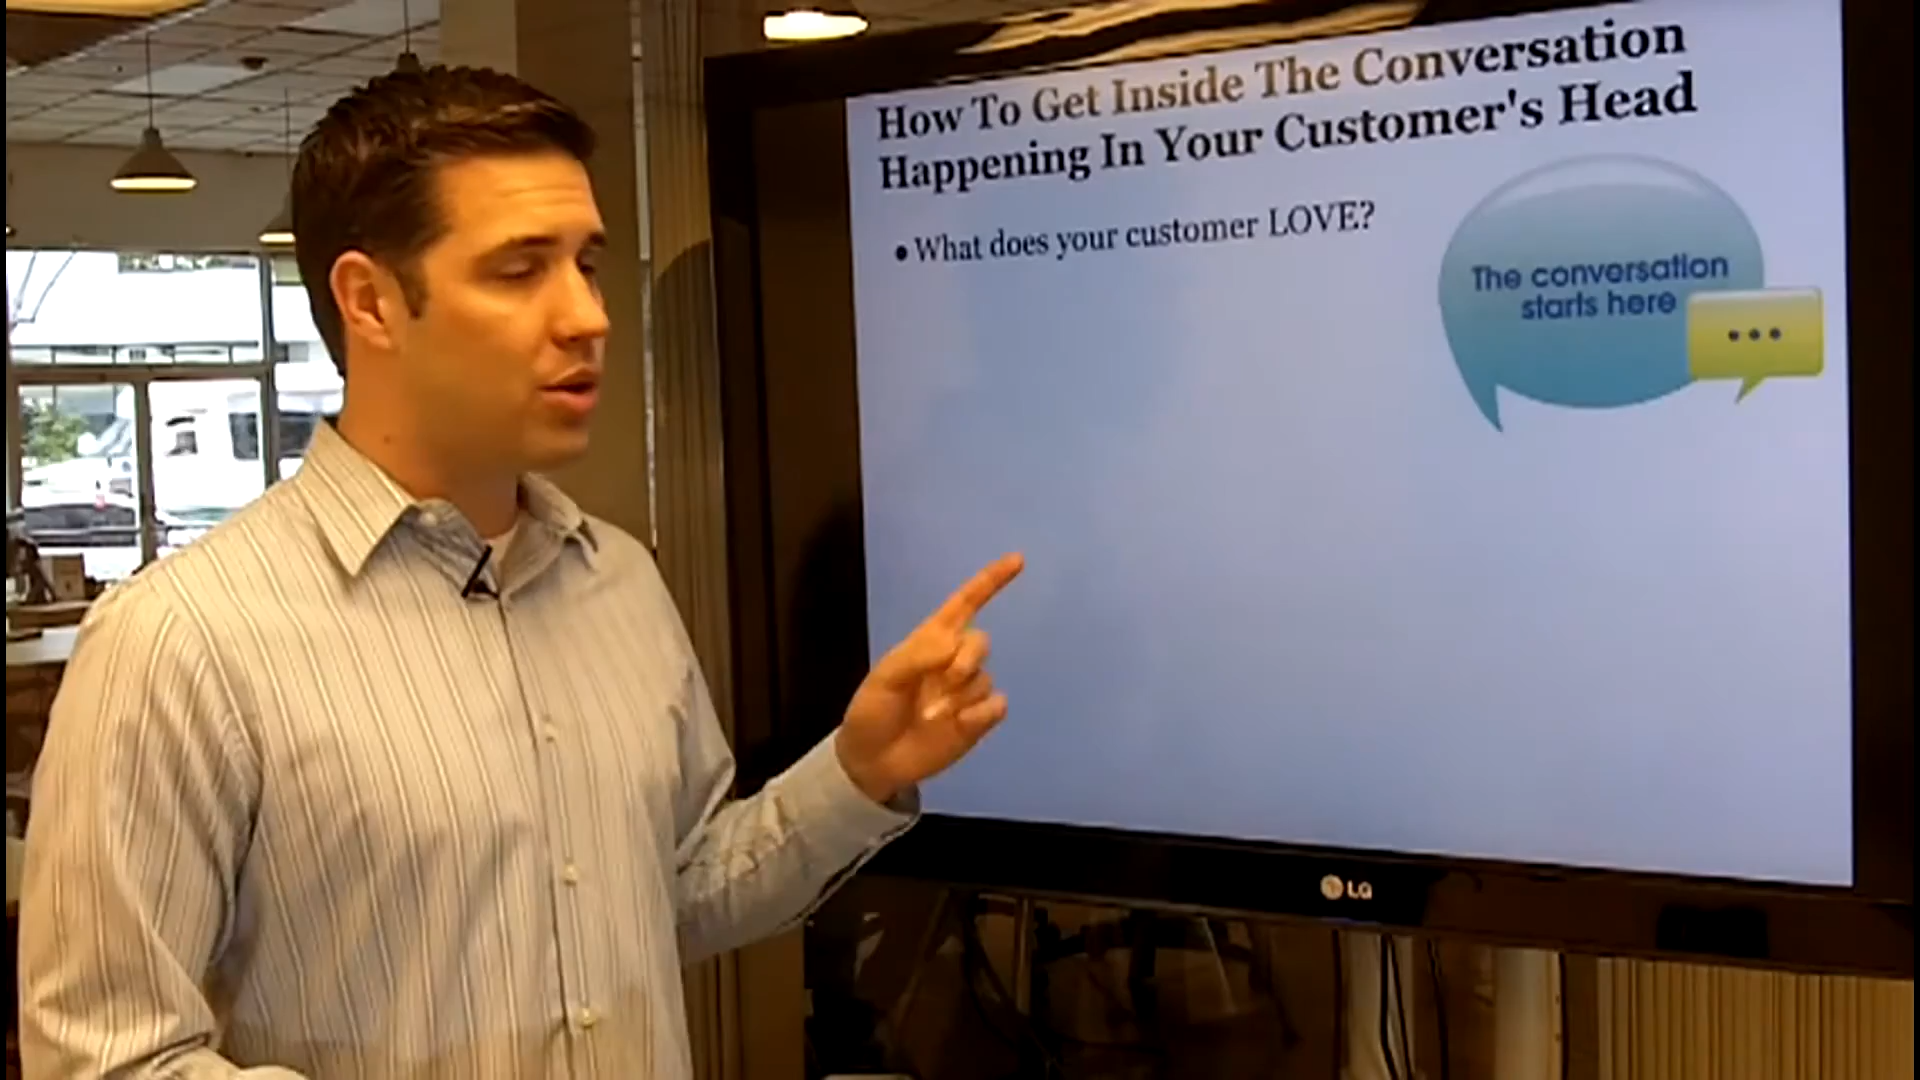 How To Get Inside The Conversation
Happening In Your Customer's Head
• What does your customer LOVE?
The conversation
starts here
LG